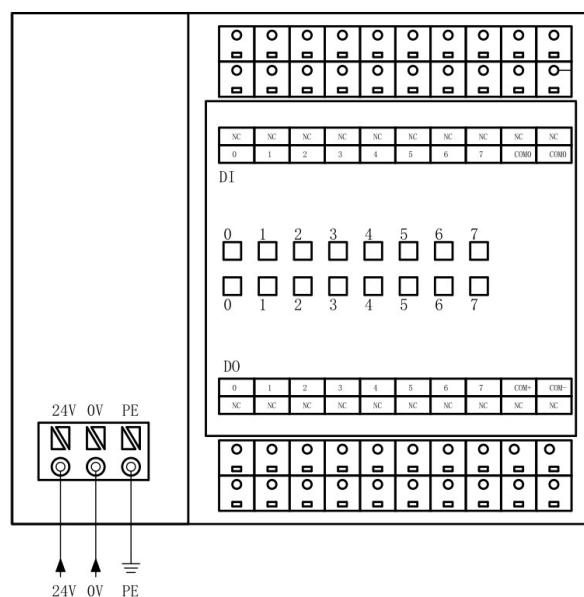 NC NC NC NC NC NC NC NC NC NC
0 1 2 3 4 5 6 7 COM0 COM0
DI
0 1 2 3 4 5 6 7
0 1 2 3 4 5 6 7
DO
0 1 2 3 4 5 6 7 COM+ COM-
NC NC NC NC NC NC NC NC NC NC
24V 0V PE
24V 0V PE